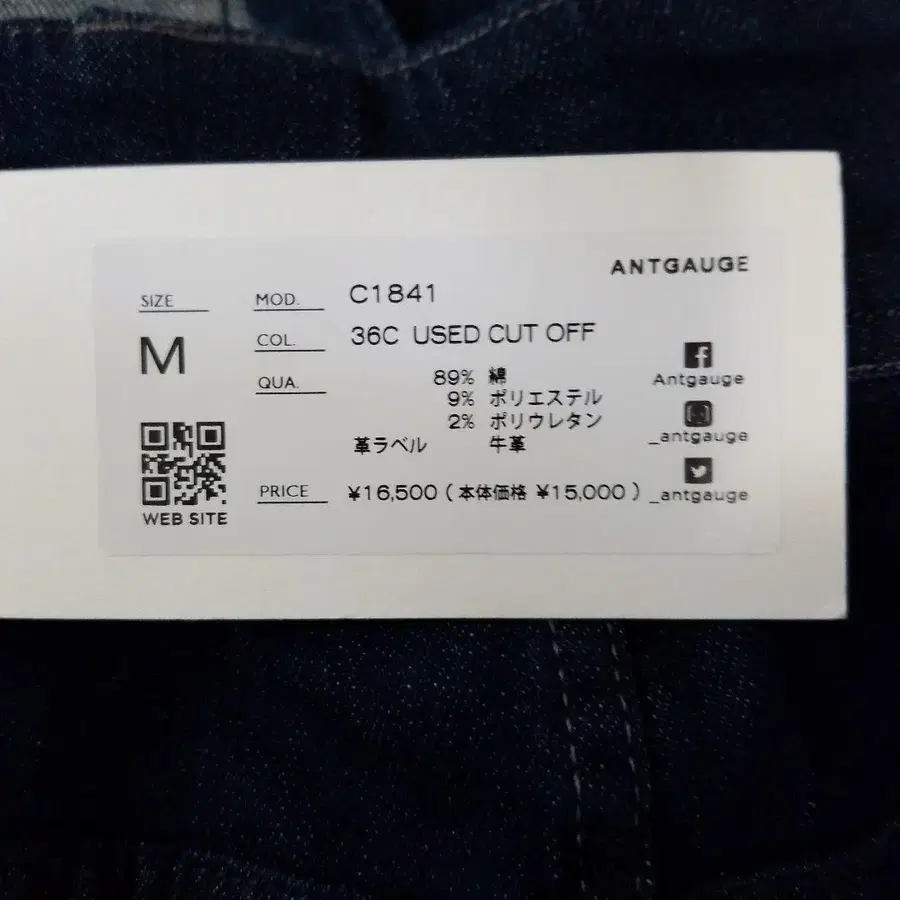 ANTGAUGE
SIZE
M
WEB SITE
MOD. C1841
COL. 36C USED CUT OFF
QUA. 89% 綿
9% ポリエステル
2% ポリウレタン
革ラベル 牛革
PRICE ¥16,500 (本体価格 ¥15,000)
Antgauge
_antgauge
_antgauge